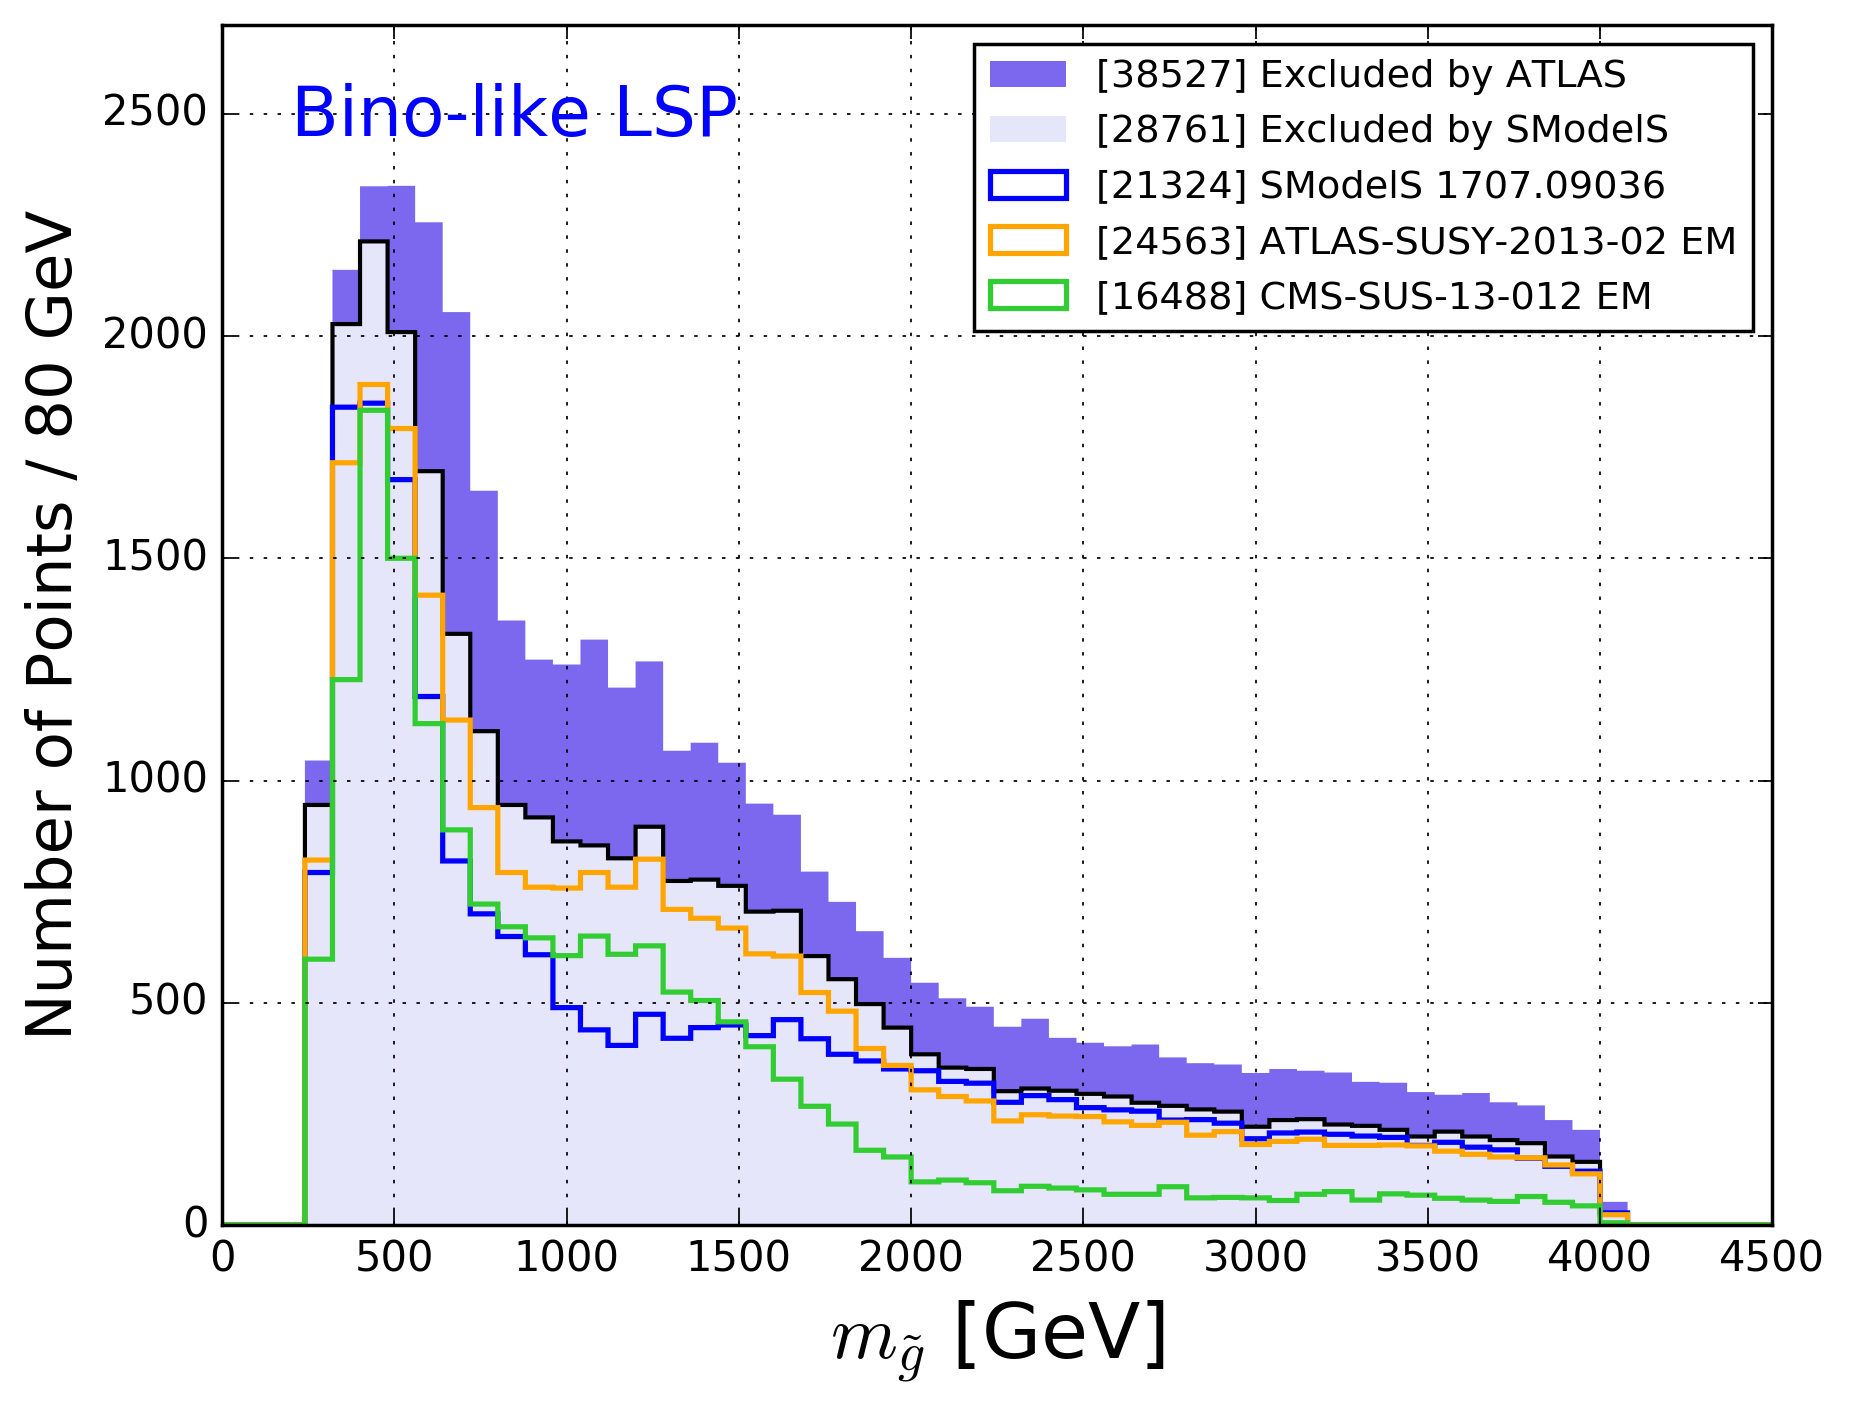 Bino-like LSP
[38527] Excluded by ATLAS
[28761] Excluded by SModelS
[21324] SModelS 1707.09036
[24563] ATLAS-SUSY-2013-02 EM
[16488] CMS-SUS-13-012 EM
Number of Points / 80 GeV
2500
2000
1500
1000
500
0
0 500 1000 1500 2000 2500 3000 3500 4000 4500
m_g̃ [GeV]